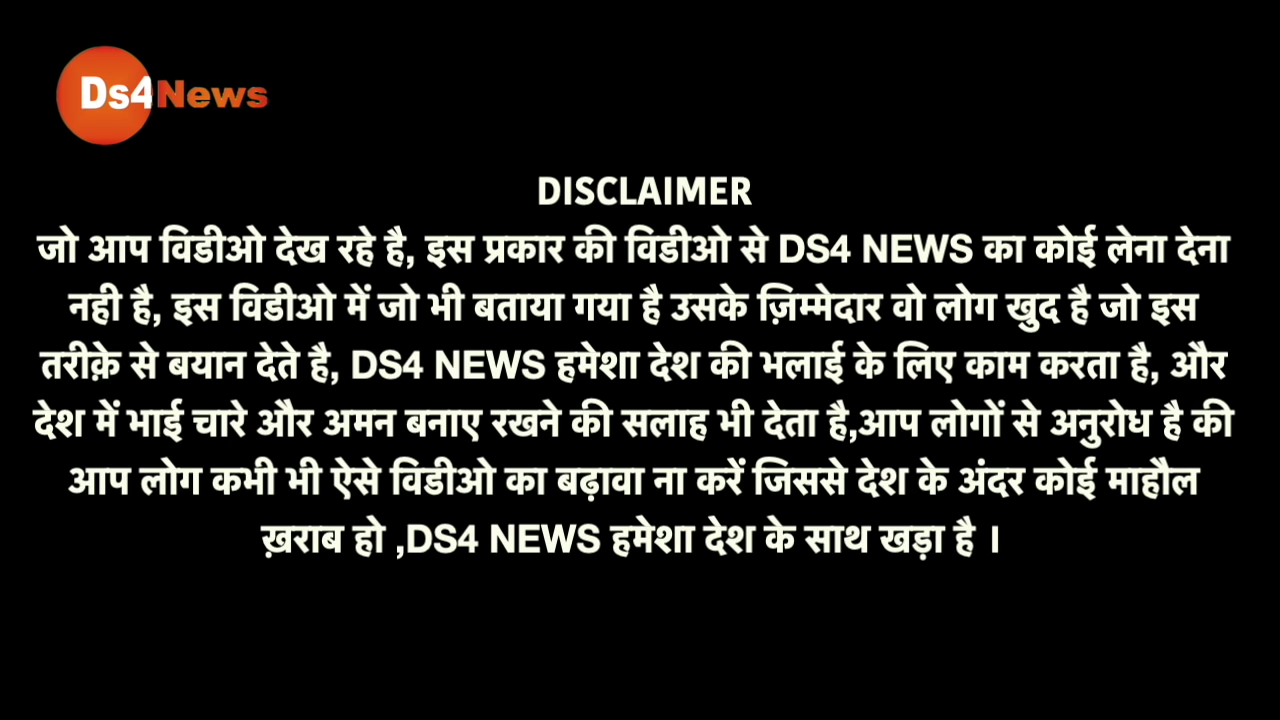 Ds4News
DISCLAIMER
जो आप विडीओ देख रहे है, इस प्रकार की विडीओ से DS4 NEWS का कोई लेना देना
नही है, इस विडीओ में जो भी बताया गया है उसके ज़िम्मेदार वो लोग खुद है जो इस
तरीक़े से बयान देते है, DS4 NEWS हमेशा देश की भलाई के लिए काम करता है, और
देश में भाई चारे और अमन बनाए रखने की सलाह भी देता है,आप लोगों से अनुरोध है की
आप लोग कभी भी ऐसे विडीओ का बढ़ावा ना करें जिससे देश के अंदर कोई माहौल
ख़राब हो ,DS4 NEWS हमेशा देश के साथ खड़ा है ।